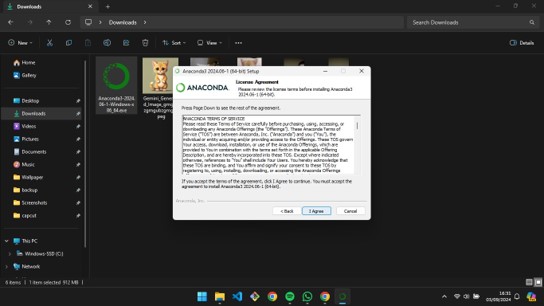 Downloads
Downloads
Search Downloads
New
Sort
View
Details
Home
Gallery
Desktop
Downloads
Videos
Pictures
Documents
Music
Wallpaper
backup
Screenshots
capcut
This PC
Windows-SSD (C:)
Network
Anaconda3-2024.
06-1-Windows-x86_64.exe
Gemini_Generat
png
Anaconda3 2024.06-1 (64-bit) Setup
ANACONDA
License Agreement
Please review the license terms before installing Anaconda3
2024.06-1 (64-bit).
Press Page Down to see the rest of the agreement.
ANACONDA TERMS OF SERVICE
Please read these Terms of Service carefully before purchasing, using, accessing, or
downloading any Anaconda Offerings (the "Offerings"). These Anaconda Terms of
Service ("TOS") are between Anaconda, Inc. ("Anaconda") and you ("You"), the
individual or entity acquiring and/or providing access to the Offerings. These TOS govern
Your access, download, installation, or use of the Anaconda Offerings, which are
provided to You in combination with the terms set forth in the applicable Offering
Description, and are hereby incorporated into these TOS. Except where indicated
otherwise, references to "You" shall include Your Users. You hereby acknowledge that
these TOS are binding, and You affirm and signify your consent to these TOS by
registering to, using, installing, downloading, or accessing the Anaconda Offerings
If you accept the terms of the agreement, click I Agree to continue. You must accept the
agreement to install Anaconda3 2024.06-1 (64-bit).
Anaconda, Inc.
< Back
I Agree
Cancel
6 items
1 item selected 912 MB
14:31
05/09/2024